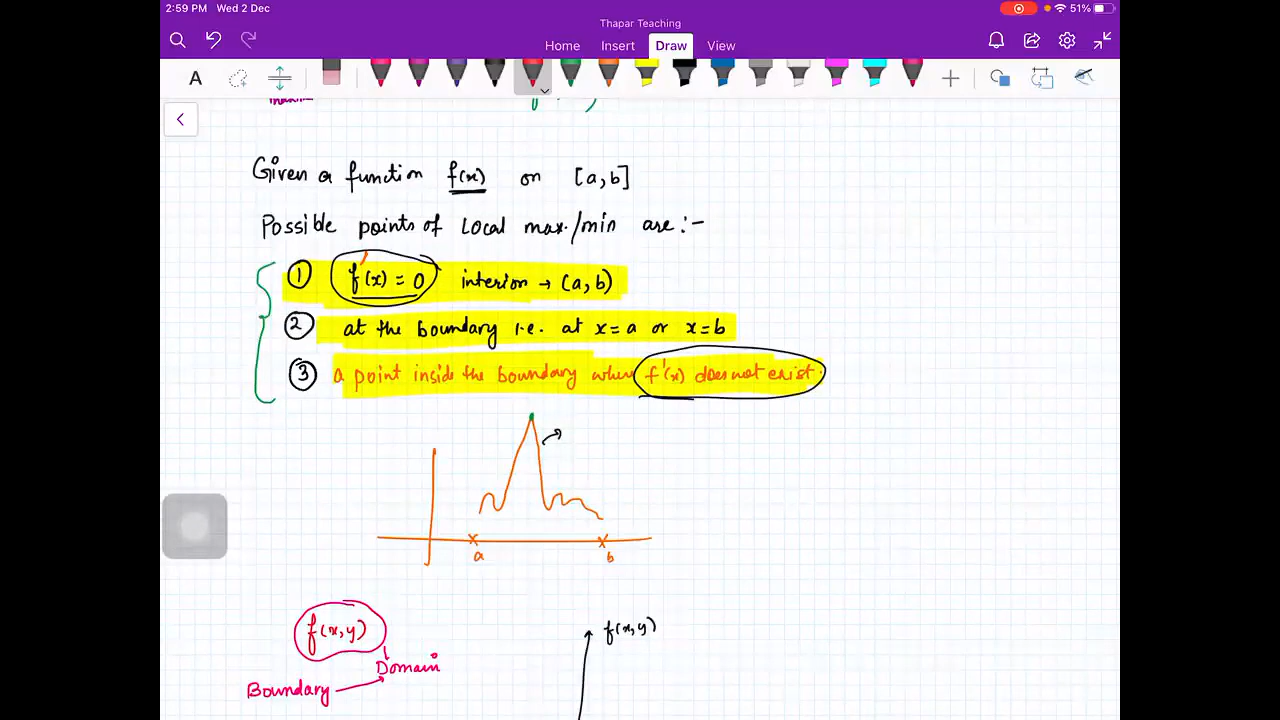 2:59 PM Wed 2 Dec
51%
Thapar Teaching
Home Insert Draw View
A
Given a function f(x) on [a,b]
Possible points of Local max./min are :-
① f'(x) = 0 interior → (a,b)
② at the boundary i.e. at x=a or x=b
③ a point inside the boundary where f'(x) does not exist.
a b
f(x,y)
f(x,y)
Domain
Boundary